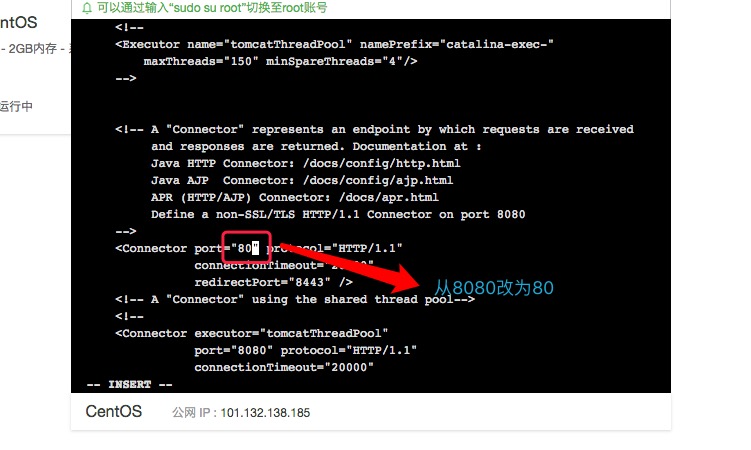 可以通过输入“sudo su root”切换至root账号
ntOS
- 2GB内存 -
运行中
<!--
<Executor name="tomcatThreadPool" namePrefix="catalina-exec-"
maxThreads="150" minSpareThreads="4"/>
-->
<!-- A "Connector" represents an endpoint by which requests are received
and responses are returned. Documentation at :
Java HTTP Connector: /docs/config/http.html
Java AJP  Connector: /docs/config/ajp.html
APR (HTTP/AJP) Connector: /docs/apr.html
Define a non-SSL/TLS HTTP/1.1 Connector on port 8080
-->
<Connector port="80" protocol="HTTP/1.1"
connectionTimeout="20000"
redirectPort="8443" />
从8080改为80
<!-- A "Connector" using the shared thread pool-->
<!--
<Connector executor="tomcatThreadPool"
port="8080" protocol="HTTP/1.1"
connectionTimeout="20000"
-- INSERT --
CentOS 公网 IP : 101.132.138.185